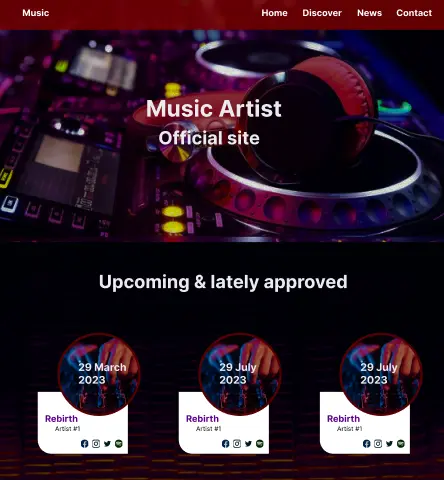 Music Home Discover News Contact
Music Artist
Official site
Upcoming & lately approved
29 March
2023
Rebirth
Artist #1
29 July
2023
Rebirth
Artist #1
29 July
2023
Rebirth
Artist #1